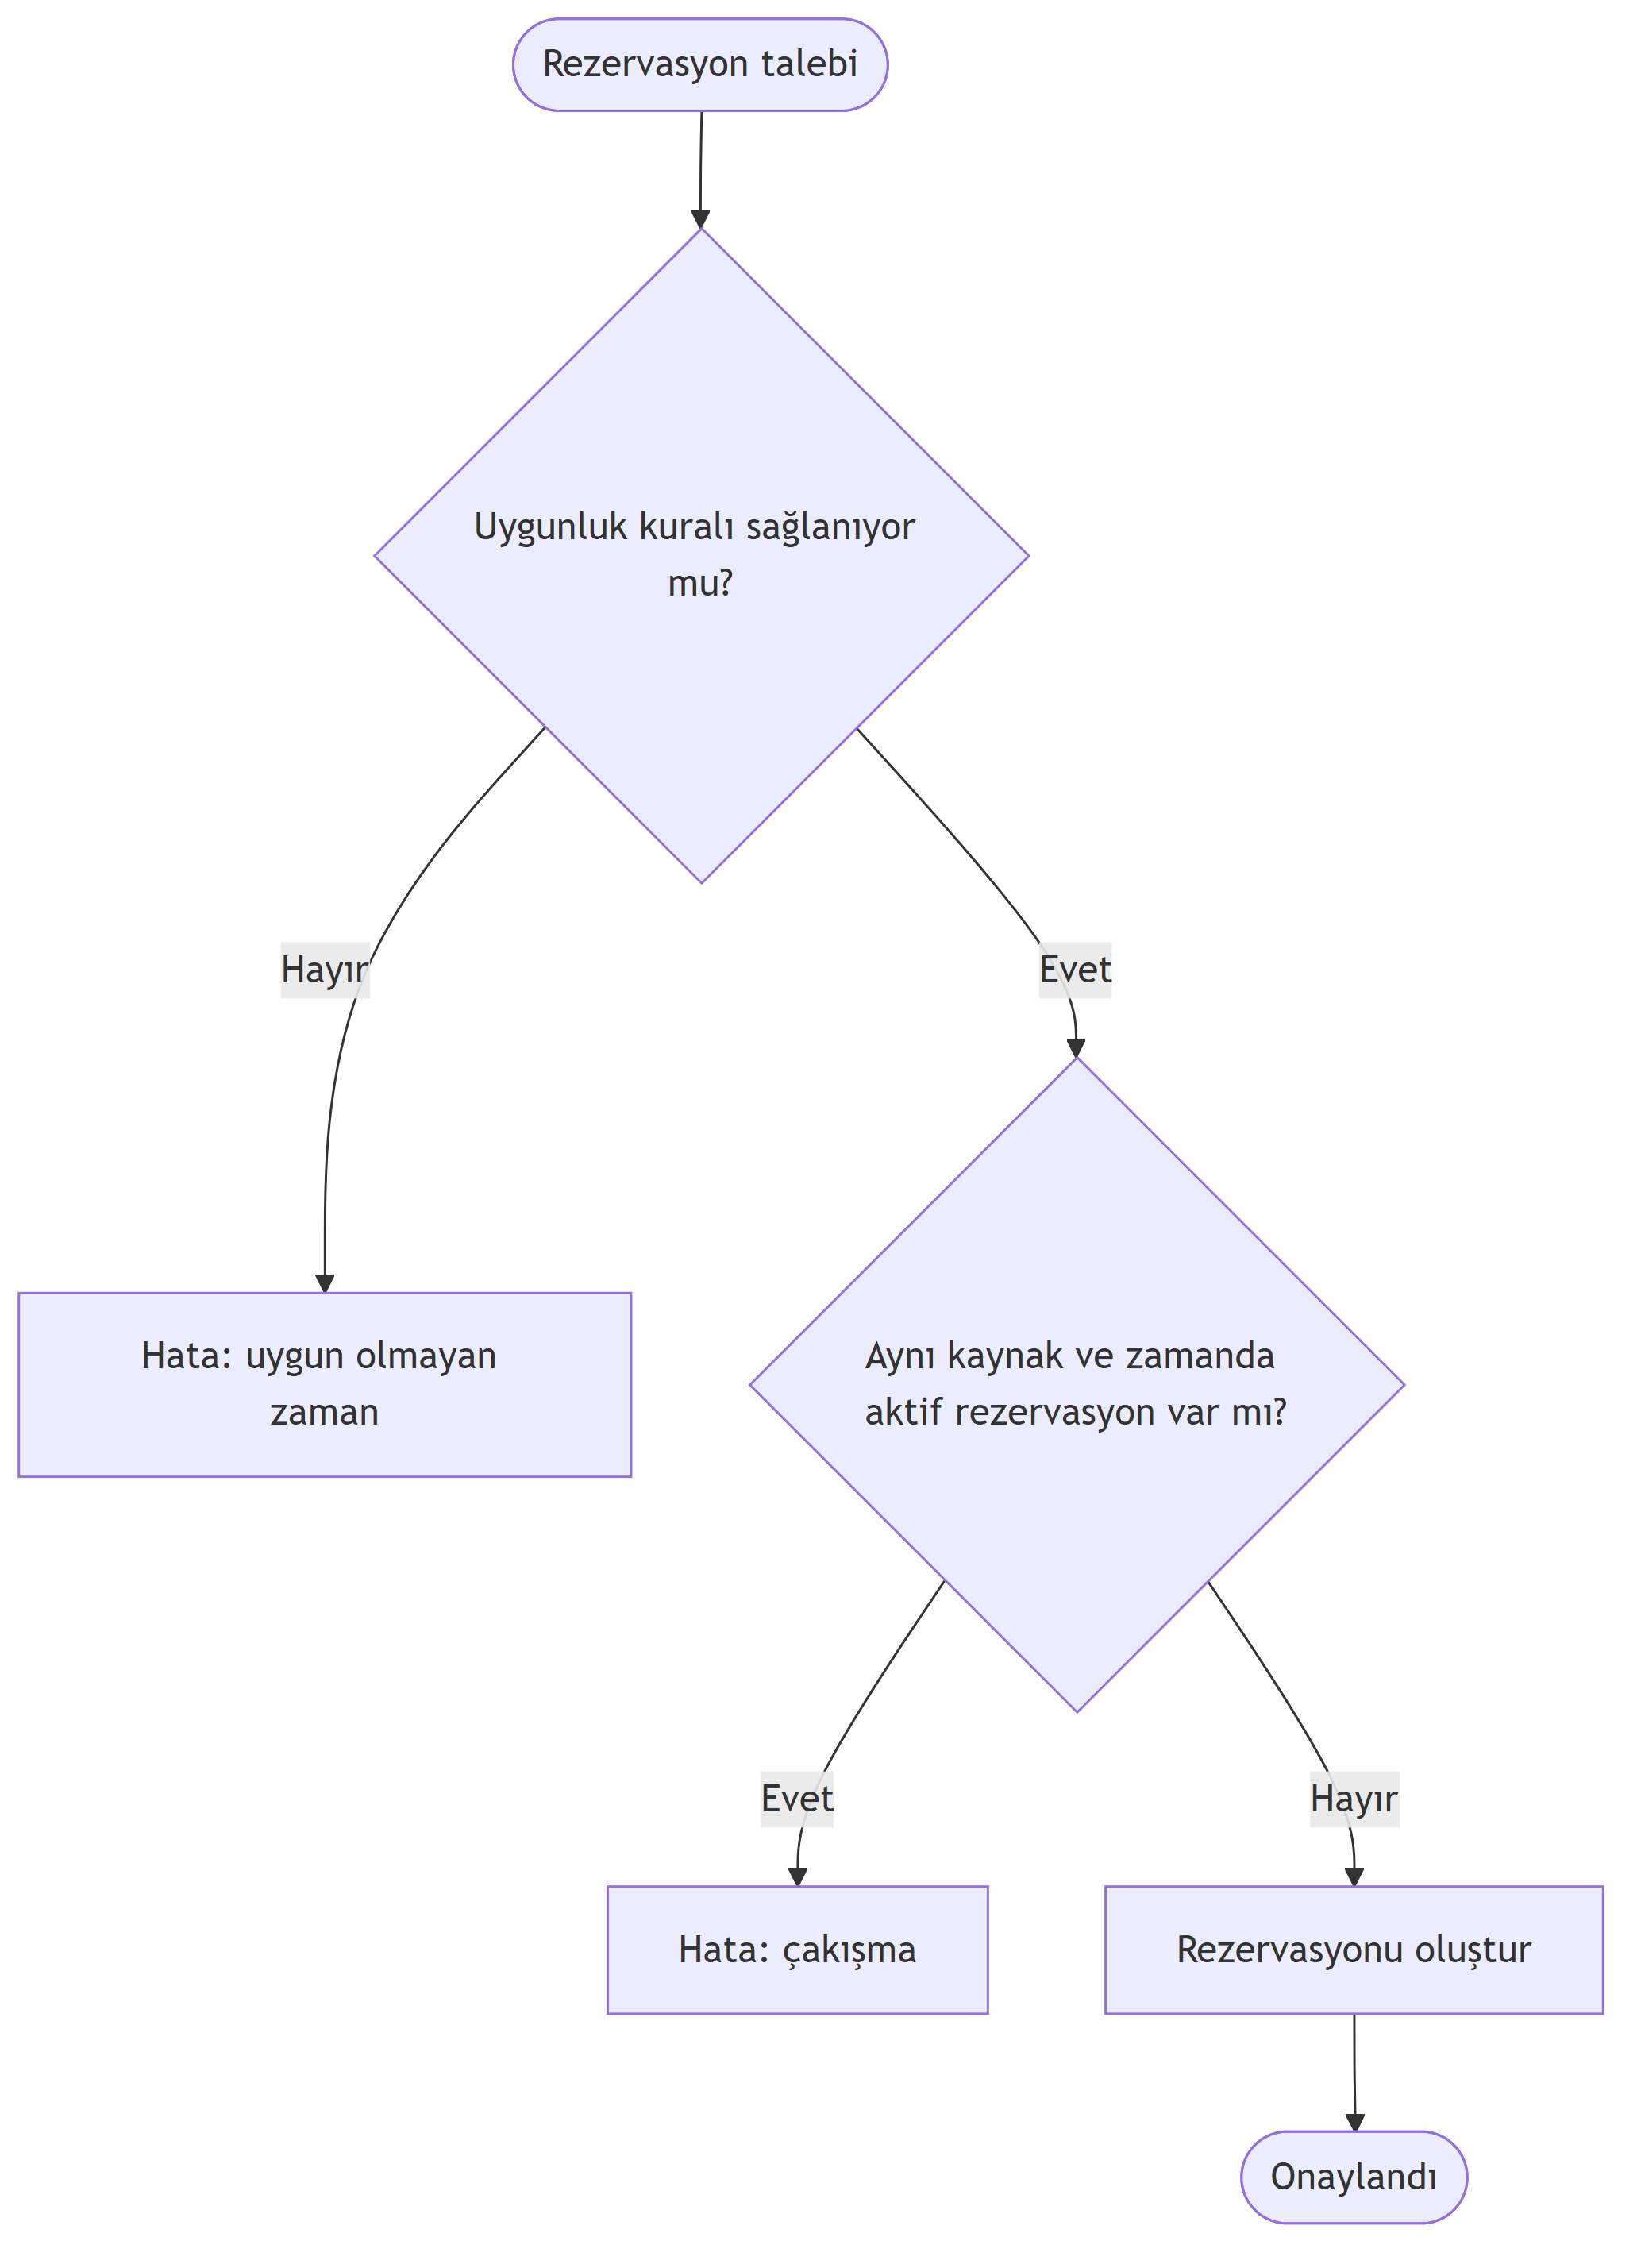 Rezervasyon talebi
Uygunluk kuralı sağlanıyor
mu?
Hayır
Evet
Hata: uygun olmayan
zaman
Aynı kaynak ve zamanda
aktif rezervasyon var mı?
Evet
Hayır
Hata: çakışma
Rezervasyonu oluştur
Onaylandı